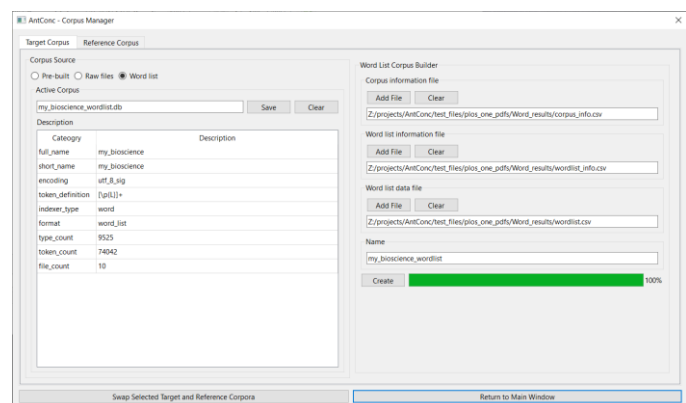 AntConc - Corpus Manager
Target Corpus Reference Corpus
Corpus Source
Pre-built Raw files Word list
Active Corpus
my_bioscience_wordlist.db Save Clear
Description
Cateogry Description
full_name my_bioscience
short_name my_bioscience
encoding utf_8_sig
token_definition [\p{L}]+
indexer_type word
format word_list
type_count 9525
token_count 74042
file_count 10
Word List Corpus Builder
Corpus information file
Add File Clear
Z:/projects/AntConc/test_files/plos_one_pdfs/Word_results/corpus_info.csv
Word list information file
Add File Clear
Z:/projects/AntConc/test_files/plos_one_pdfs/Word_results/wordlist_info.csv
Word list data file
Add File Clear
Z:/projects/AntConc/test_files/plos_one_pdfs/Word_results/wordlist.csv
Name
my_bioscience_wordlist
Create 100%
Swap Selected Target and Reference Corpora Return to Main Window